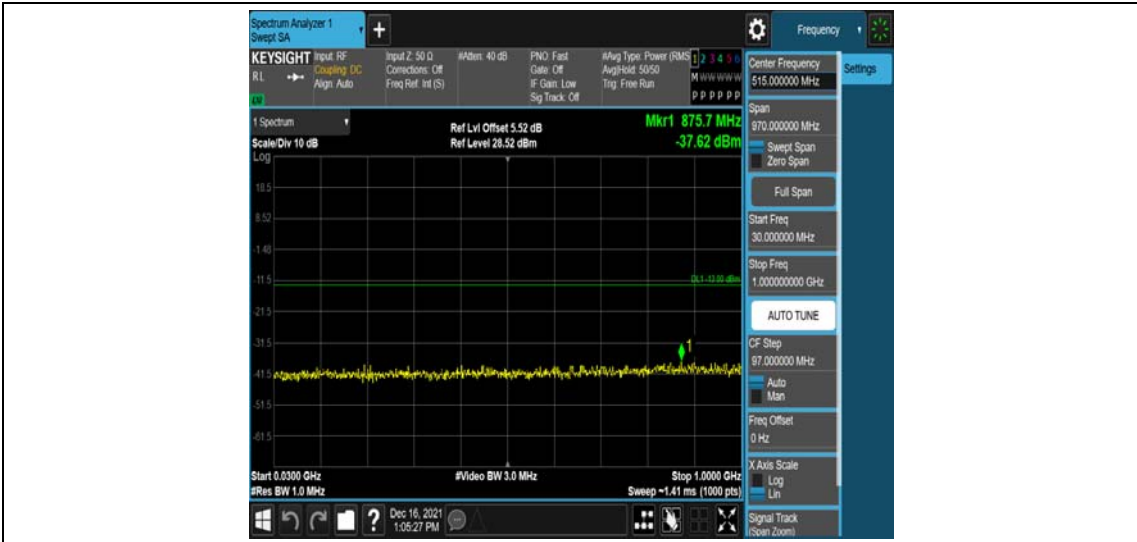 Spectrum Analyzer 1
Swept SA
+
Frequency
KEYSIGHT
RL
Input: RF
Coupling: DC
Align: Auto
Input Z: 50 Ω
Corrections: Off
Freq Ref: Int (S)
#Atten: 40 dB
PNO: Fast
Gate: Off
IF Gain: Low
Sig Track: Off
#Avg Type: Power (RMS
Avg|Hold: 50/50
Trig: Free Run
1 2 3 4 5 6
M W W W W W
P P P P P P
1 Spectrum
Scale/Div 10 dB
Log
Ref Lvl Offset 5.52 dB
Ref Level 28.52 dBm
Mkr1 875.7 MHz
-37.62 dBm
18.5
8.52
-1.48
-11.5
-21.5
-31.5
-41.5
-51.5
-61.5
DL1 -13.00 dBm
1
Start 0.0300 GHz
#Res BW 1.0 MHz
#Video BW 3.0 MHz
Stop 1.0000 GHz
Sweep ~1.41 ms (1000 pts)
Dec 16, 2021
1:05:27 PM
?
Center Frequency
515.000000 MHz
Settings
Span
970.000000 MHz
Swept Span
Zero Span
Full Span
Start Freq
30.000000 MHz
Stop Freq
1.000000000 GHz
AUTO TUNE
CF Step
97.000000 MHz
Auto
Man
Freq Offset
0 Hz
X Axis Scale
Log
Lin
Signal Track
(Span Zoom)